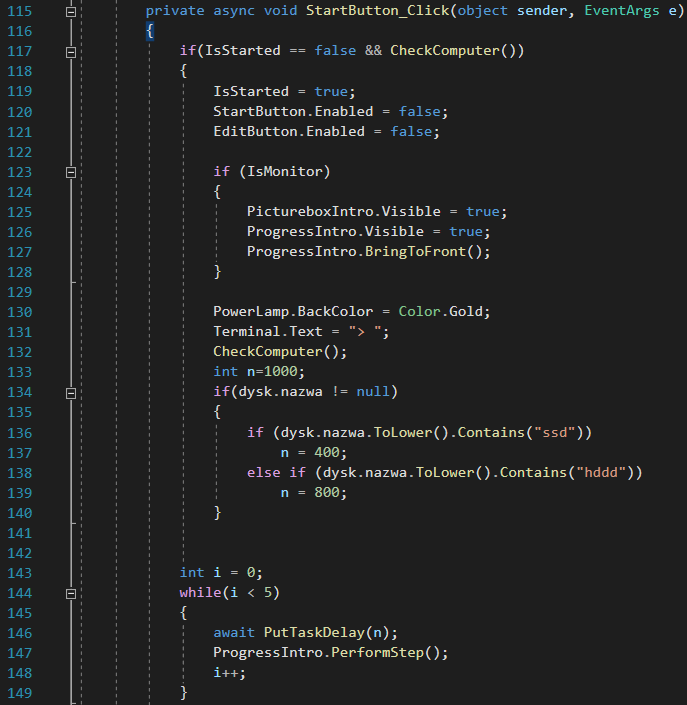 115 private async void StartButton_Click(object sender, EventArgs e)
116 {
117 if(IsStarted == false && CheckComputer())
118 {
119 IsStarted = true;
120 StartButton.Enabled = false;
121 EditButton.Enabled = false;
122
123 if (IsMonitor)
124 {
125 PictureboxIntro.Visible = true;
126 ProgressIntro.Visible = true;
127 ProgressIntro.BringToFront();
128 }
129
130 PowerLamp.BackColor = Color.Gold;
131 Terminal.Text = "> ";
132 CheckComputer();
133 int n=1000;
134 if(dysk.nazwa != null)
135 {
136 if (dysk.nazwa.ToLower().Contains("ssd"))
137 n = 400;
138 else if (dysk.nazwa.ToLower().Contains("hddd"))
139 n = 800;
140 }
141
142
143 int i = 0;
144 while(i < 5)
145 {
146 await PutTaskDelay(n);
147 ProgressIntro.PerformStep();
148 i++;
149 }